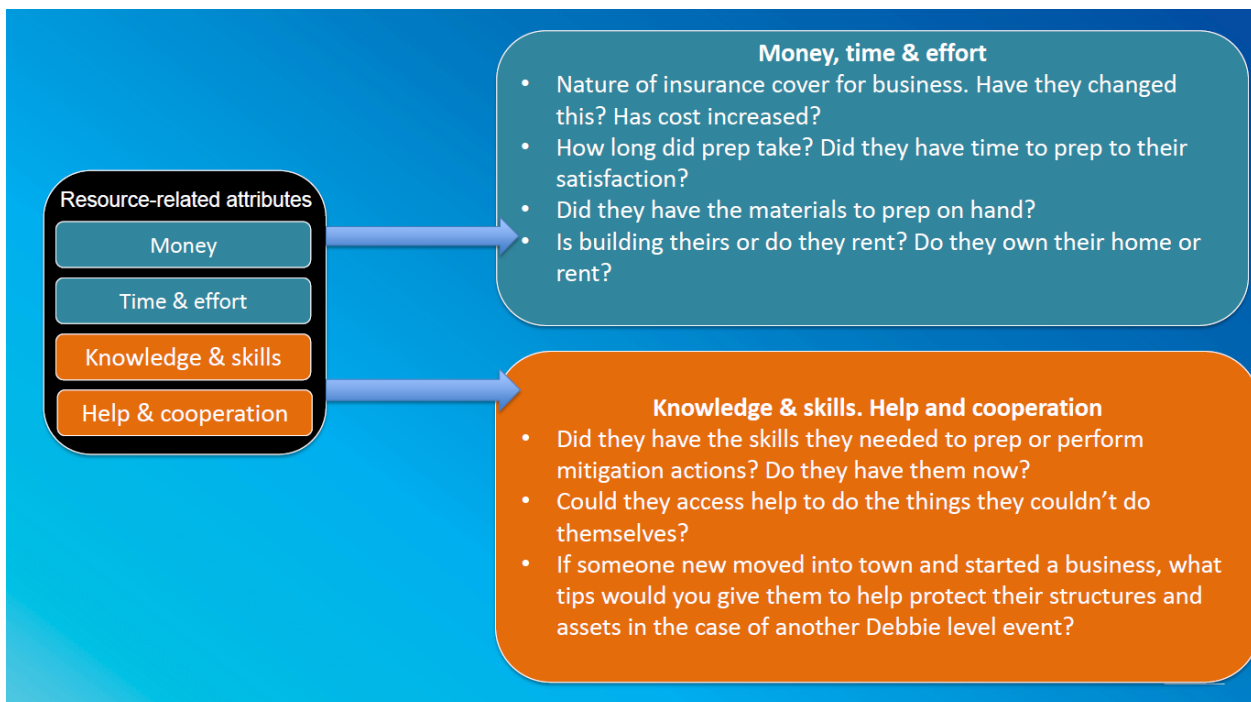 Resource-related attributes
Money
Time & effort
Knowledge & skills
Help & cooperation
Money, time & effort
• Nature of insurance cover for business. Have they changed
this? Has cost increased?
• How long did prep take? Did they have time to prep to their
satisfaction?
• Did they have the materials to prep on hand?
• Is building theirs or do they rent? Do they own their home or
rent?
Knowledge & skills. Help and cooperation
• Did they have the skills they needed to prep or perform
mitigation actions? Do they have them now?
• Could they access help to do the things they couldn’t do
themselves?
• If someone new moved into town and started a business, what
tips would you give them to help protect their structures and
assets in the case of another Debbie level event?